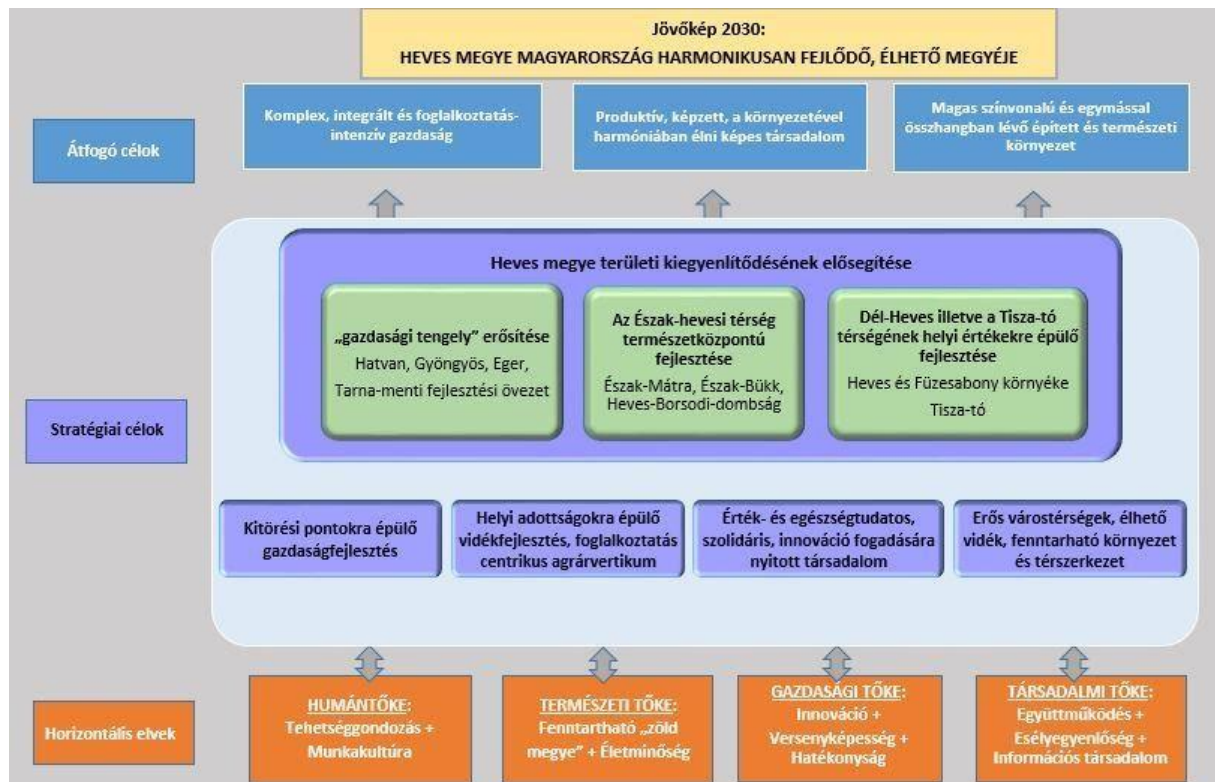 Jövőkép 2030:
HEVES MEGYE MAGYARORSZÁG HARMONIKUSAN FEJLŐDŐ, ÉLHETŐ MEGYÉJE
Átfogó célok
Komplex, integrált és foglalkoztatás-
intenzív gazdaság
Produktív, képzett, a környezetével
harmóniában élni képes társadalom
Magas színvonalú és egymással
összhangban lévő épített és természeti
környezet
Stratégiai célok
Heves megye területi kiegyenlítődésének elősegítése
„gazdasági tengely” erősítése
Hatvan, Gyöngyös, Eger,
Tarna-menti fejlesztési övezet
Az Észak-hevesi térség
természetközpontú
fejlesztése
Észak-Mátra, Észak-Bükk,
Heves-Borsodi-dombság
Dél-Heves illetve a Tisza-tó
térségének helyi értékekre épülő
fejlesztése
Heves és Füzesabony környéke
Tisza-tó
Kitörési pontokra épülő
gazdaságfejlesztés
Helyi adottságokra épülő
vidékfejlesztés, foglalkoztatás
centrikus agrárvertikum
Érték- és egészségtudatos,
szolidáris, innováció fogadására
nyitott társadalom
Erős várostérségek, élhető
vidék, fenntarható környezet
és térszerkezet
Horizontális elvek
HUMÁNTŐKE:
Tehetséggondozás +
Munkakultúra
TERMÉSZETI TŐKE:
Fenntartható „zöld
megye” + Életminőség
GAZDASÁGI TŐKE:
Innováció +
Versenyképesség +
Hatékonyság
TÁRSADALMI TŐKE:
Együttműködés +
Esélyegyenlőség +
Információs társadalom